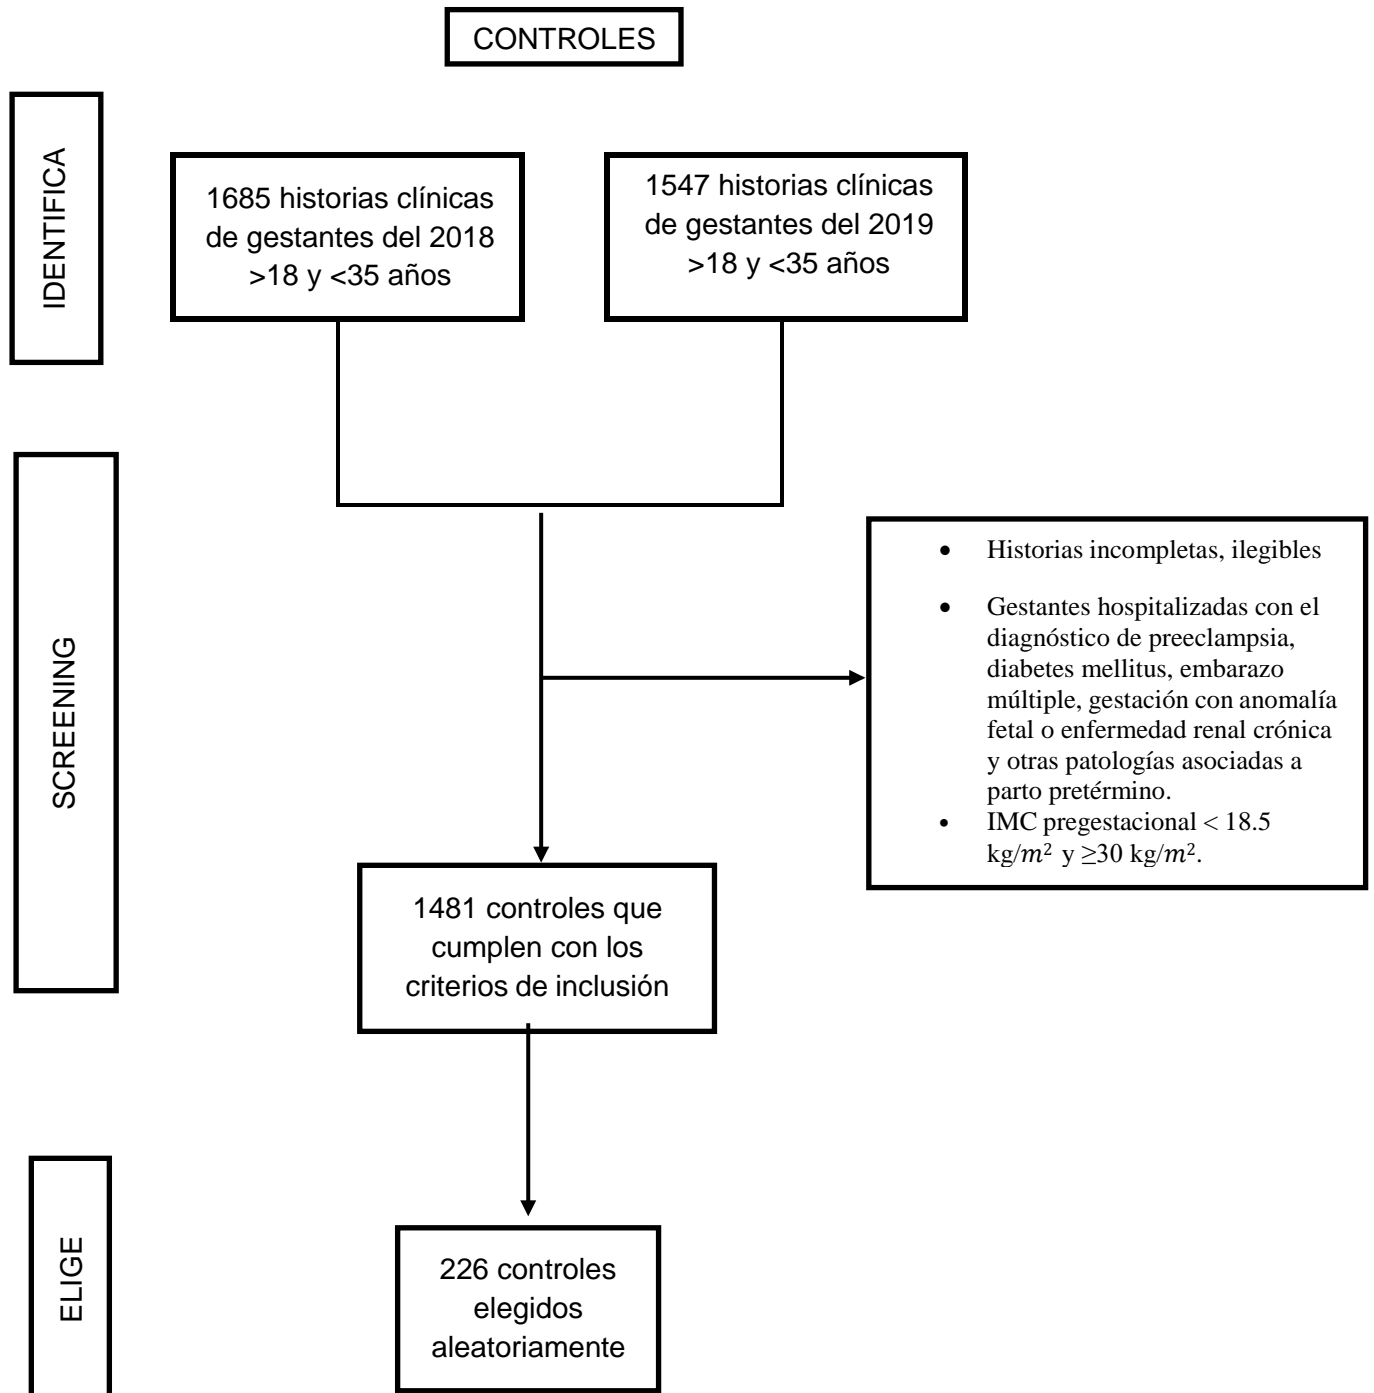 CONTROLES
IDENTIFICA
1685 historias clínicas
de gestantes del 2018
>18 y <35 años
1547 historias clínicas
de gestantes del 2019
>18 y <35 años
SCREENING
• Historias incompletas, ilegibles
• Gestantes hospitalizadas con el
diagnóstico de preeclampsia,
diabetes mellitus, embarazo
múltiple, gestación con anomalía
fetal o enfermedad renal crónica
y otras patologías asociadas a
parto pretérmino.
• IMC pregestacional < 18.5
kg/m² y ≥30 kg/m².
1481 controles que
cumplen con los
criterios de inclusión
ELIGE
226 controles
elegidos
aleatoriamente